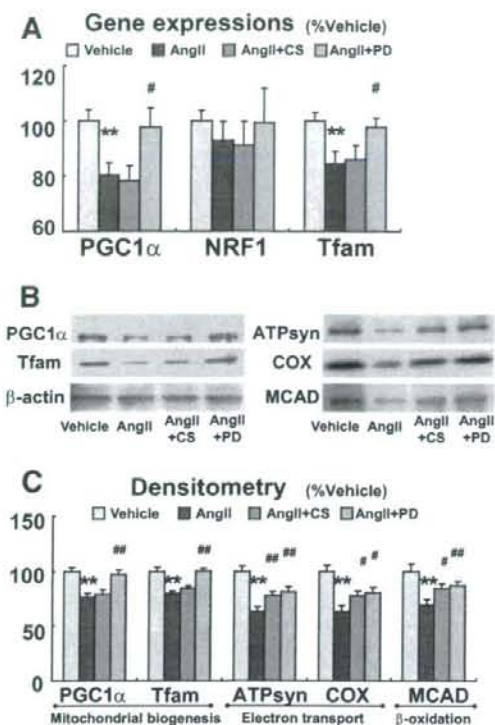 A Gene expressions (%Vehicle)
Vehicle AngII AngII+CS AngII+PD
120
100
80
60
** # ** #
PGC1α NRF1 Tfam
B
PGC1α ATPsyn
Tfam COX
β-actin MCAD
Vehicle AngII AngII +CS AngII +PD Vehicle AngII AngII +CS AngII +PD
C Densitometry (%Vehicle)
Vehicle AngII AngII+CS AngII+PD
150
100
50
0
** ## ** ## ** ## ## ** # # ** # ##
PGC1α Tfam ATPsyn COX MCAD
Mitochondrial biogenesis Electron transport β-oxidation